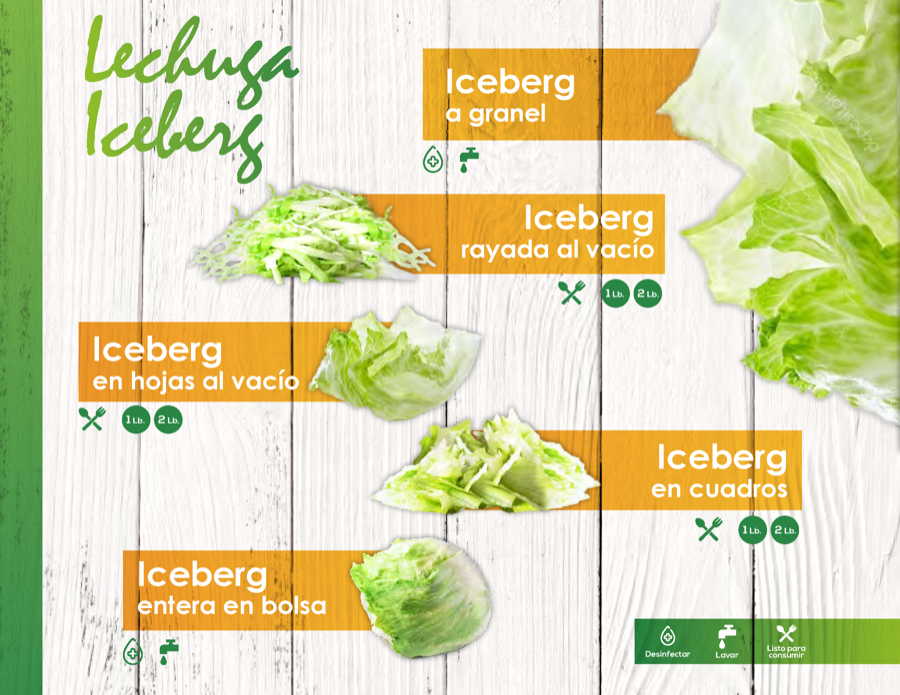 Lechuga
Iceberg
Iceberg
a granel
Iceberg
rayada al vacío
1 Lb.
2 Lb.
Iceberg
en hojas al vacío
1 Lb.
2 Lb.
Iceberg
en cuadros
1 Lb.
2 Lb.
Iceberg
entera en bolsa
Desinfectar
Lavar
Listo para
consumir